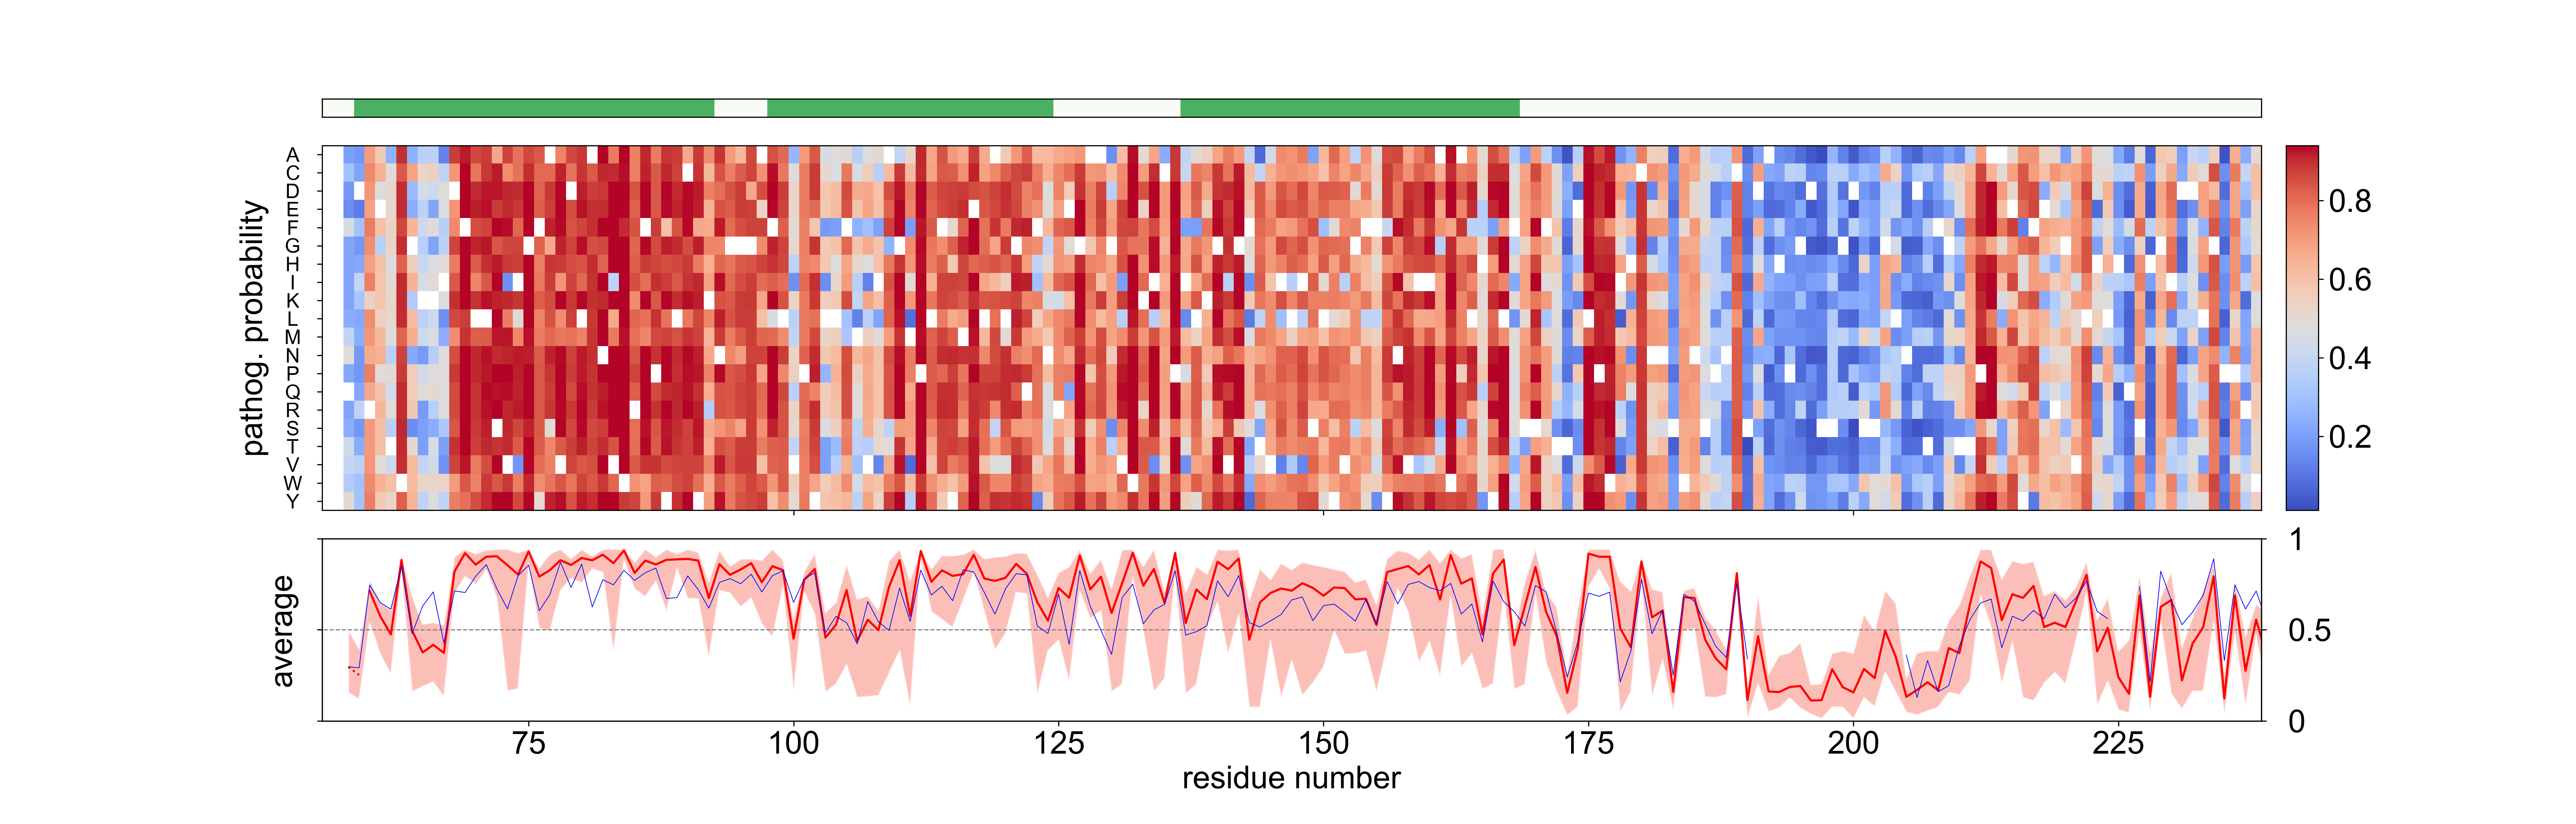 pathog. probability
A
C
D
E
F
G
H
I
K
L
M
N
P
Q
R
S
T
V
W
Y
0.8
0.6
0.4
0.2
average
1
0.5
0
75 100 125 150 175 200 225
residue number